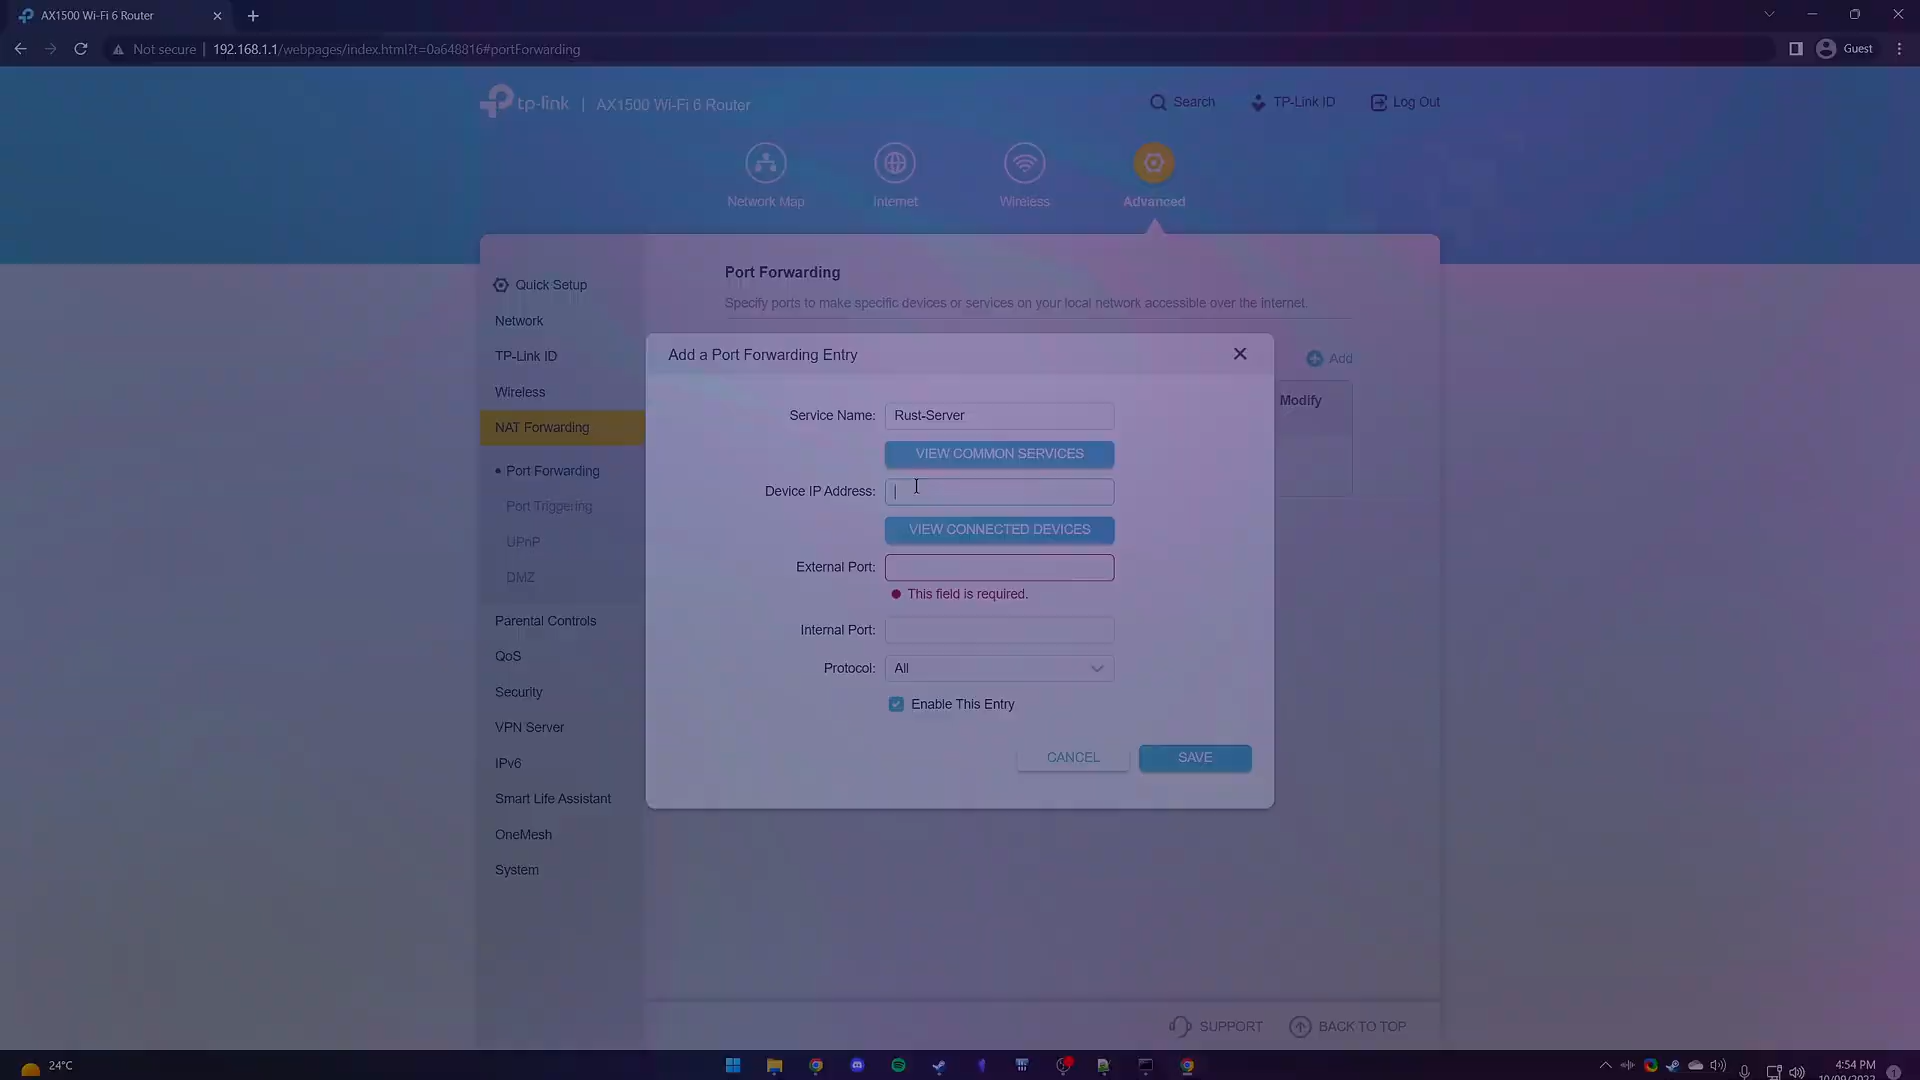 AX1500 Wi-Fi 6 Router
Not secure
192.168.1.1/webpages/index.html?t=0a648816#portForwarding
Guest
tp-link | AX1500 Wi-Fi 6 Router
Search
TP-Link ID
Log Out
Network Map
Internet
Wireless
Advanced
Quick Setup
Network
TP-Link ID
Wireless
NAT Forwarding
Port Forwarding
Port Triggering
UPnP
DMZ
Parental Controls
QoS
Security
VPN Server
IPv6
Smart Life Assistant
OneMesh
System
Port Forwarding
Specify ports to make specific devices or services on your local network accessible over the internet.
Add
Modify
Add a Port Forwarding Entry
Service Name: Rust-Server
VIEW COMMON SERVICES
Device IP Address:
VIEW CONNECTED DEVICES
External Port:
This field is required.
Internal Port:
Protocol: All
Enable This Entry
CANCEL
SAVE
SUPPORT
BACK TO TOP
24°C
4:54 PM